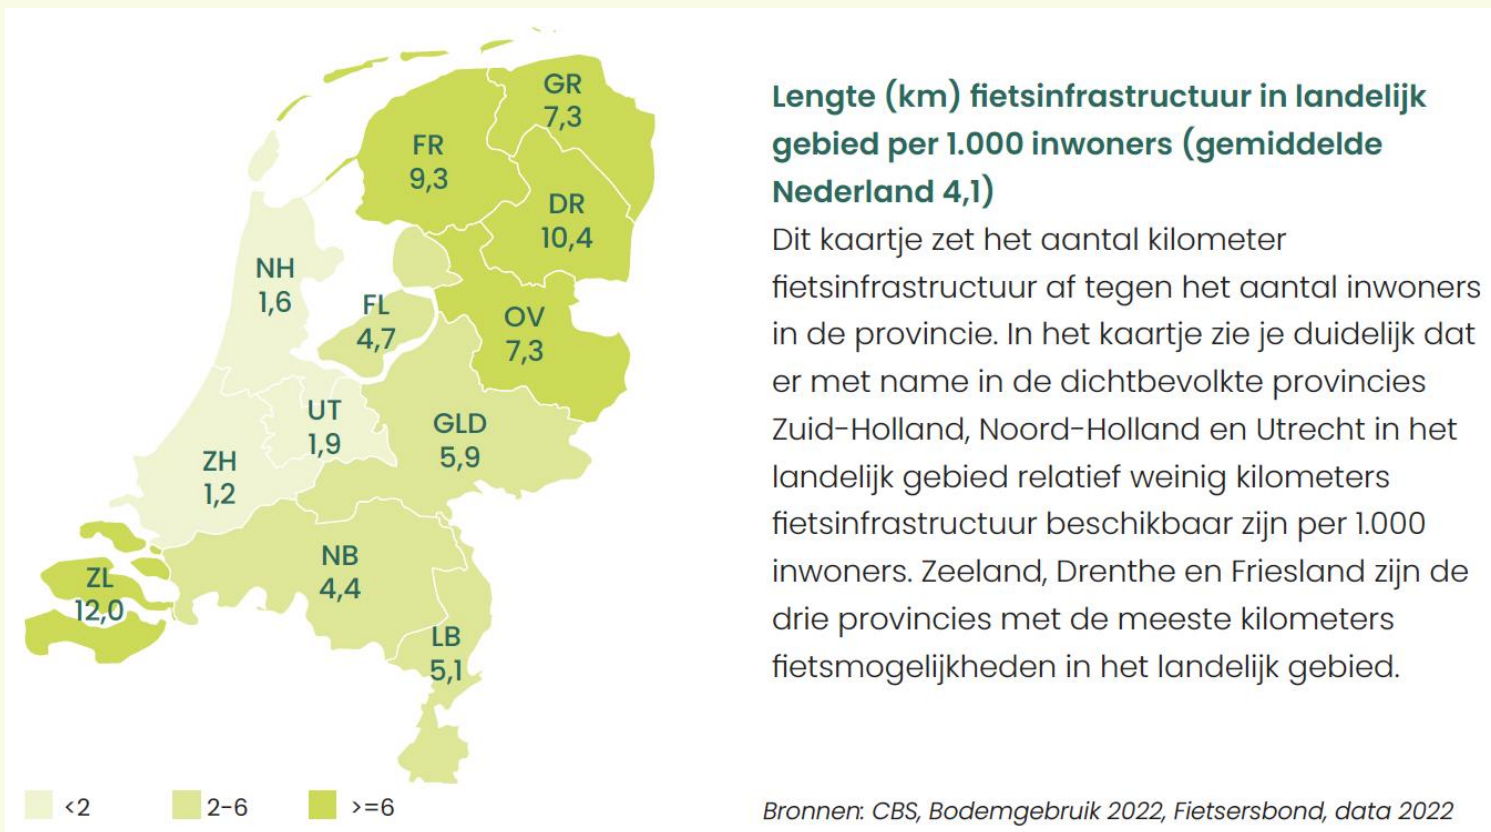 GR
7,3
FR
9,3
DR
10,4
NH
1,6
FL
4,7
OV
7,3
UT
1,9
GLD
5,9
ZH
1,2
NB
4,4
ZL
12,0
LB
5,1
<2
2-6
>=6
Lengte (km) fietsinfrastructuur in landelijk
gebied per 1.000 inwoners (gemiddelde
Nederland 4,1)
Dit kaartje zet het aantal kilometer
fietsinfrastructuur af tegen het aantal inwoners
in de provincie. In het kaartje zie je duidelijk dat
er met name in de dichtbevolkte provincies
Zuid-Holland, Noord-Holland en Utrecht in het
landelijk gebied relatief weinig kilometers
fietsinfrastructuur beschikbaar zijn per 1.000
inwoners. Zeeland, Drenthe en Friesland zijn de
drie provincies met de meeste kilometers
fietsmogelijkheden in het landelijk gebied.
Bronnen: CBS, Bodemgebruik 2022, Fietsersbond, data 2022